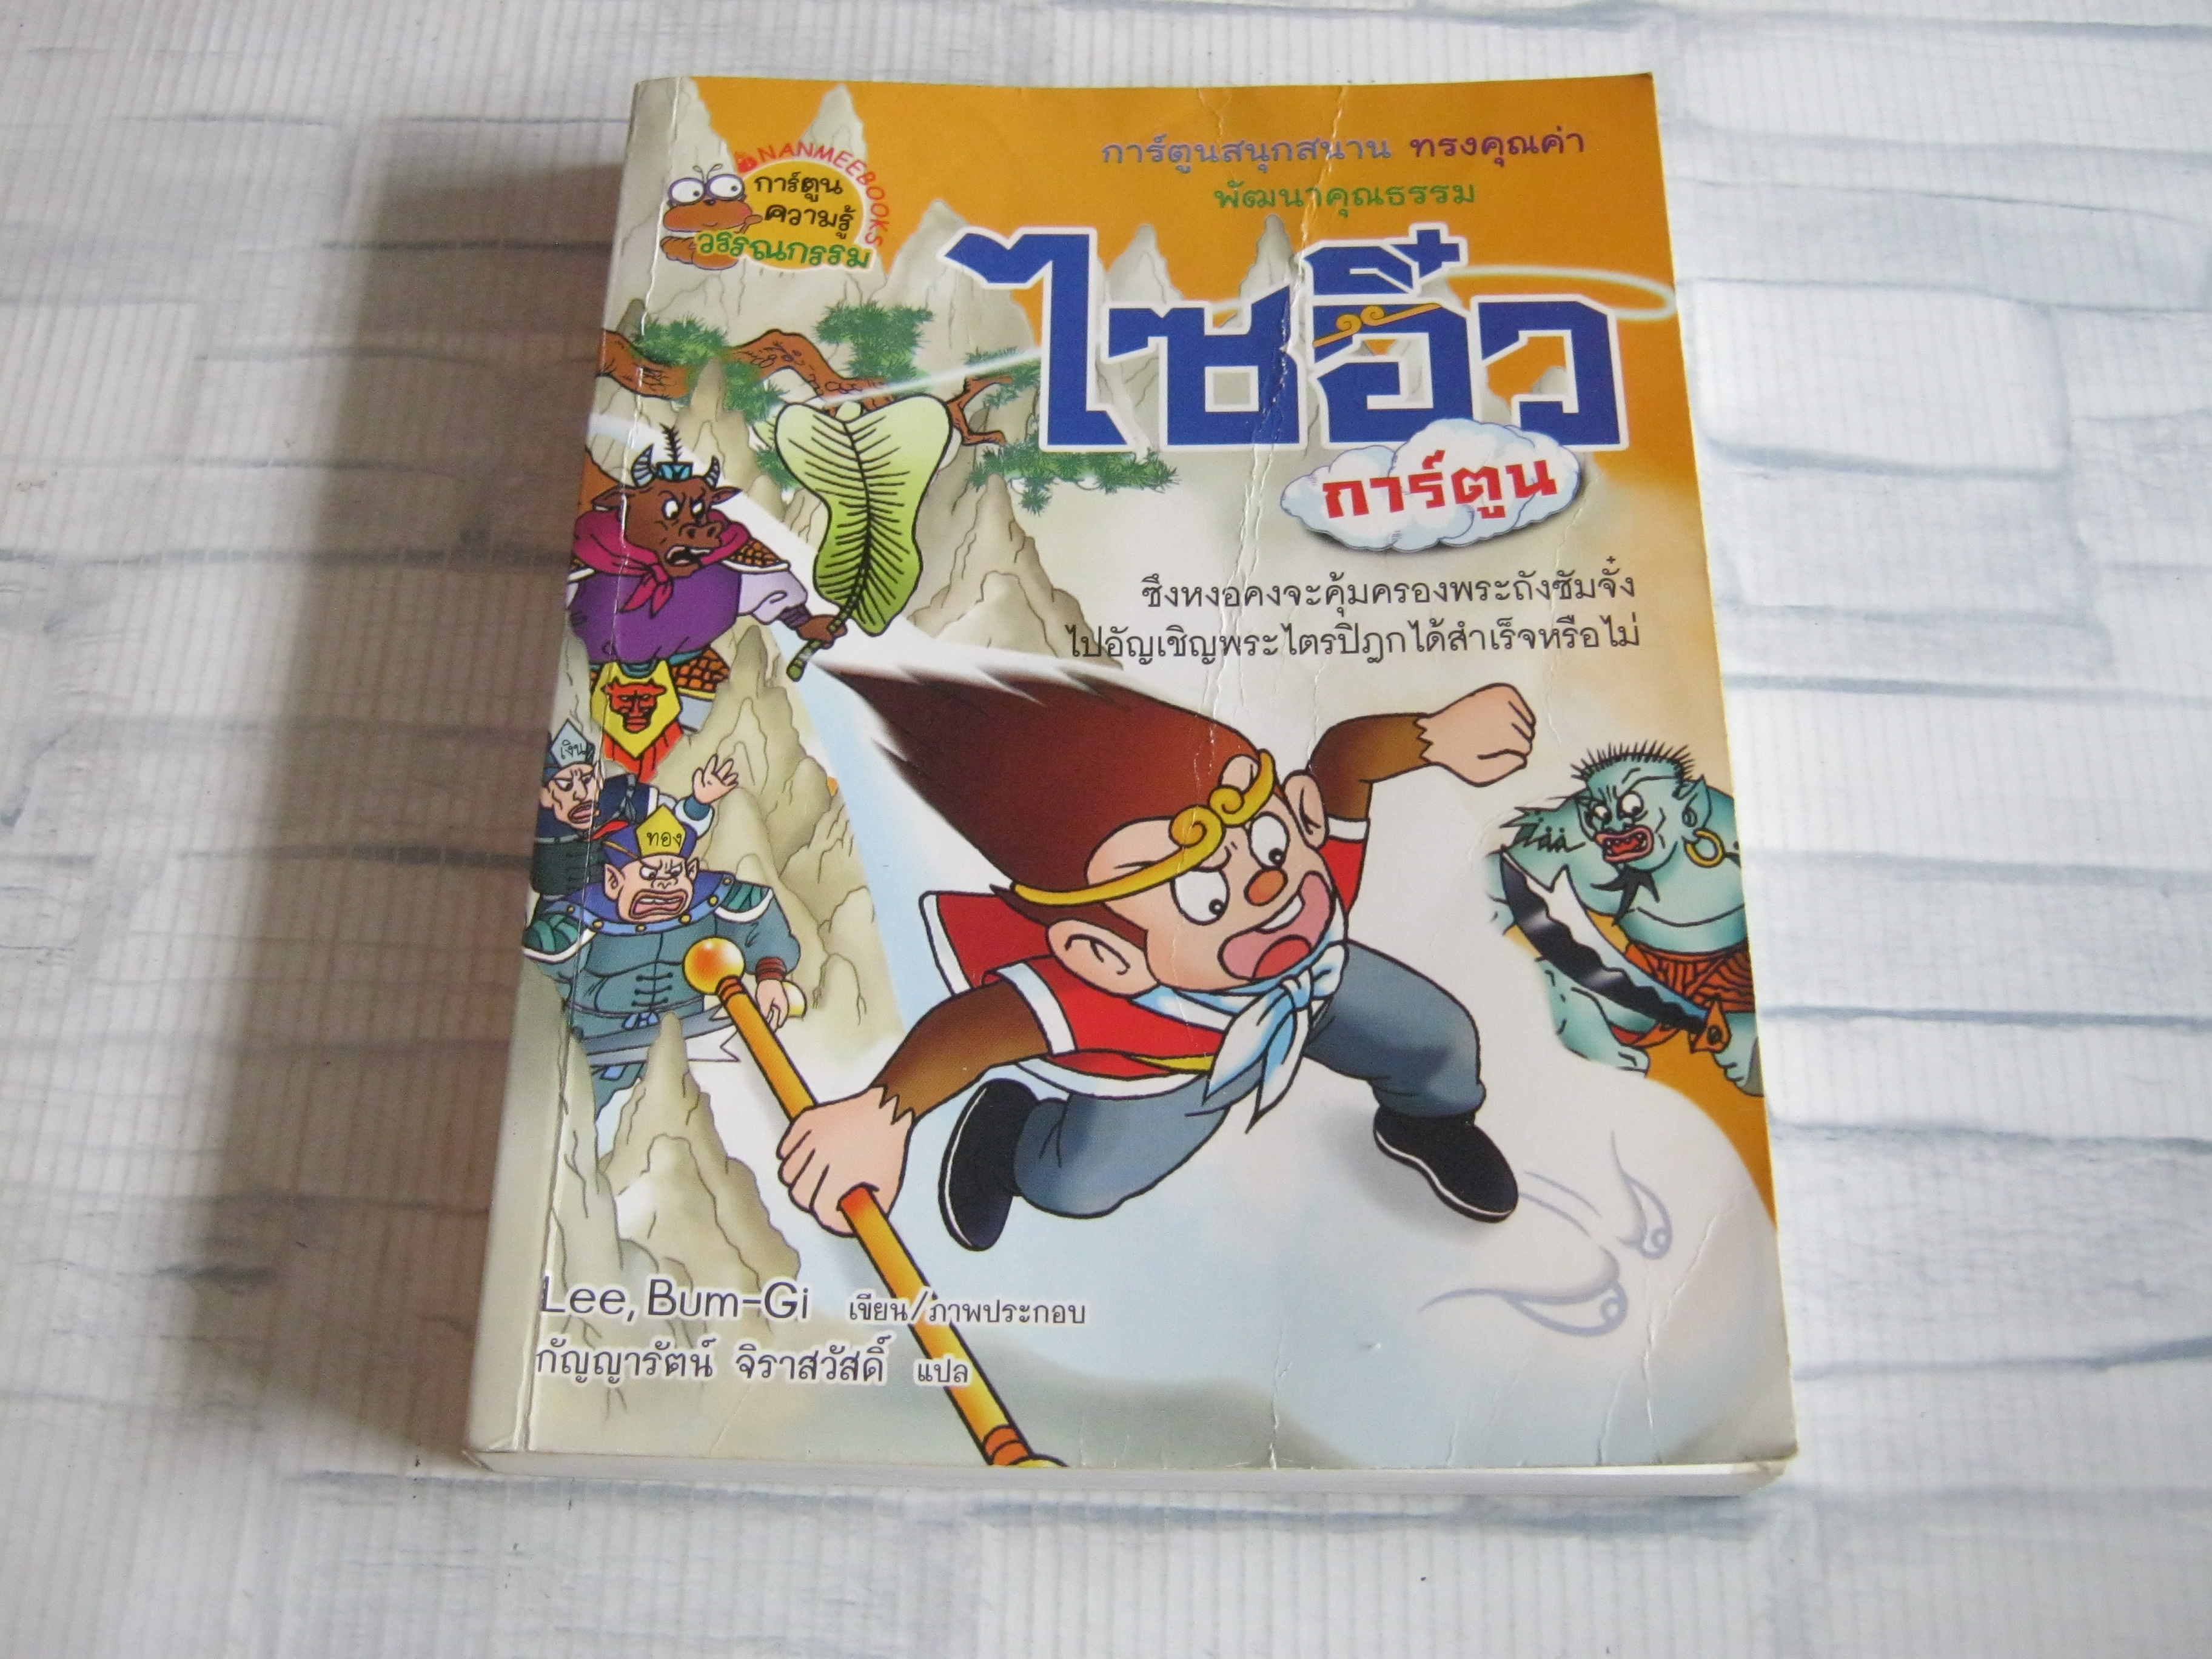 NANMEEBOOKS
การ์ตูน
ความรู้
วรรณกรรม
การ์ตูนสนุกสนาน ทรงคุณค่า
พัฒนาคุณธรรม
ไซอิ๋ว
การ์ตูน
ซึงหงอคงจะคุ้มครองพระถังซัมจั๋ง
ไปอัญเชิญพระไตรปิฎกได้สำเร็จหรือไม่
เงิน
ทอง
Lee, Bum-Gi เขียน/ภาพประกอบ
กัญญารัตน์ จิราสวัสดิ์ แปล